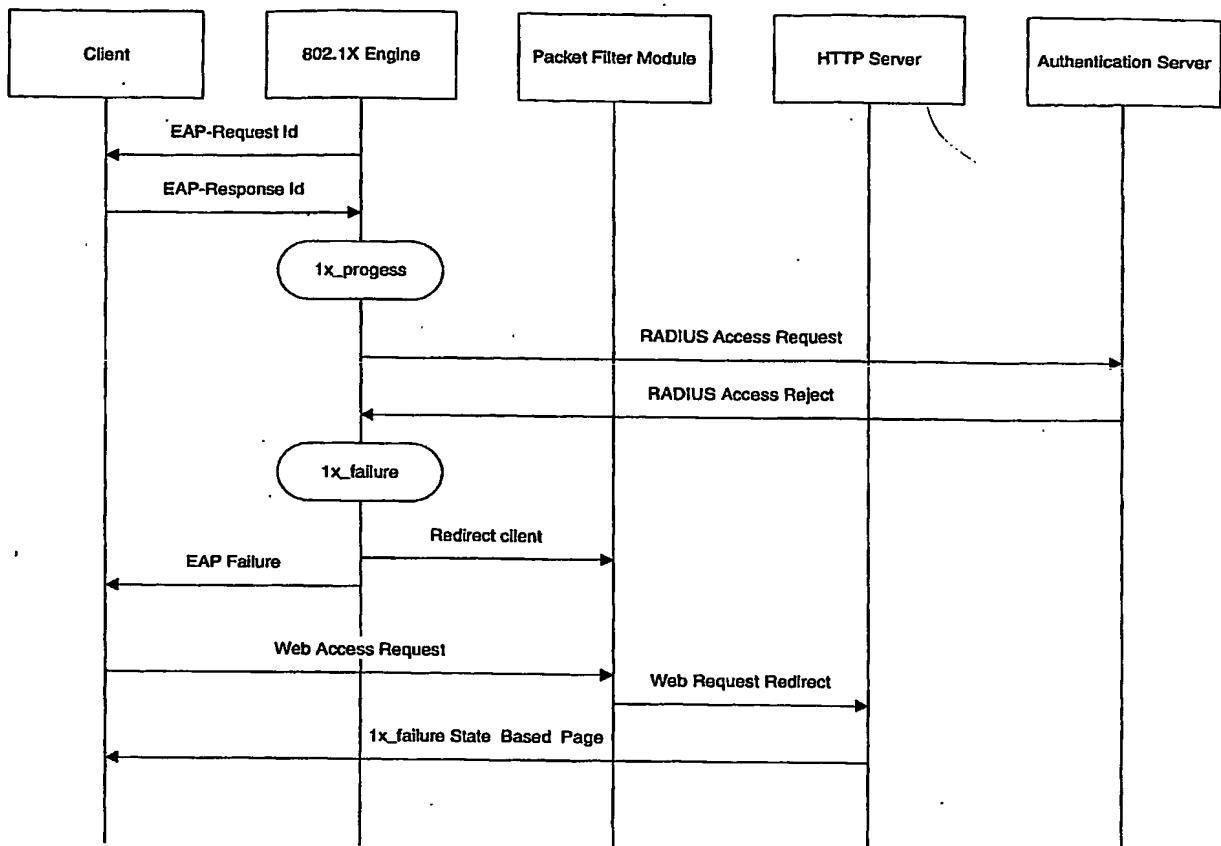 Client
802.1X Engine
Packet Filter Module
HTTP Server
Authentication Server
EAP-Request Id
EAP-Response Id
1x_progess
RADIUS Access Request
RADIUS Access Reject
1x_failure
Redirect client
EAP Failure
Web Access Request
Web Request Redirect
1x_failure State Based Page